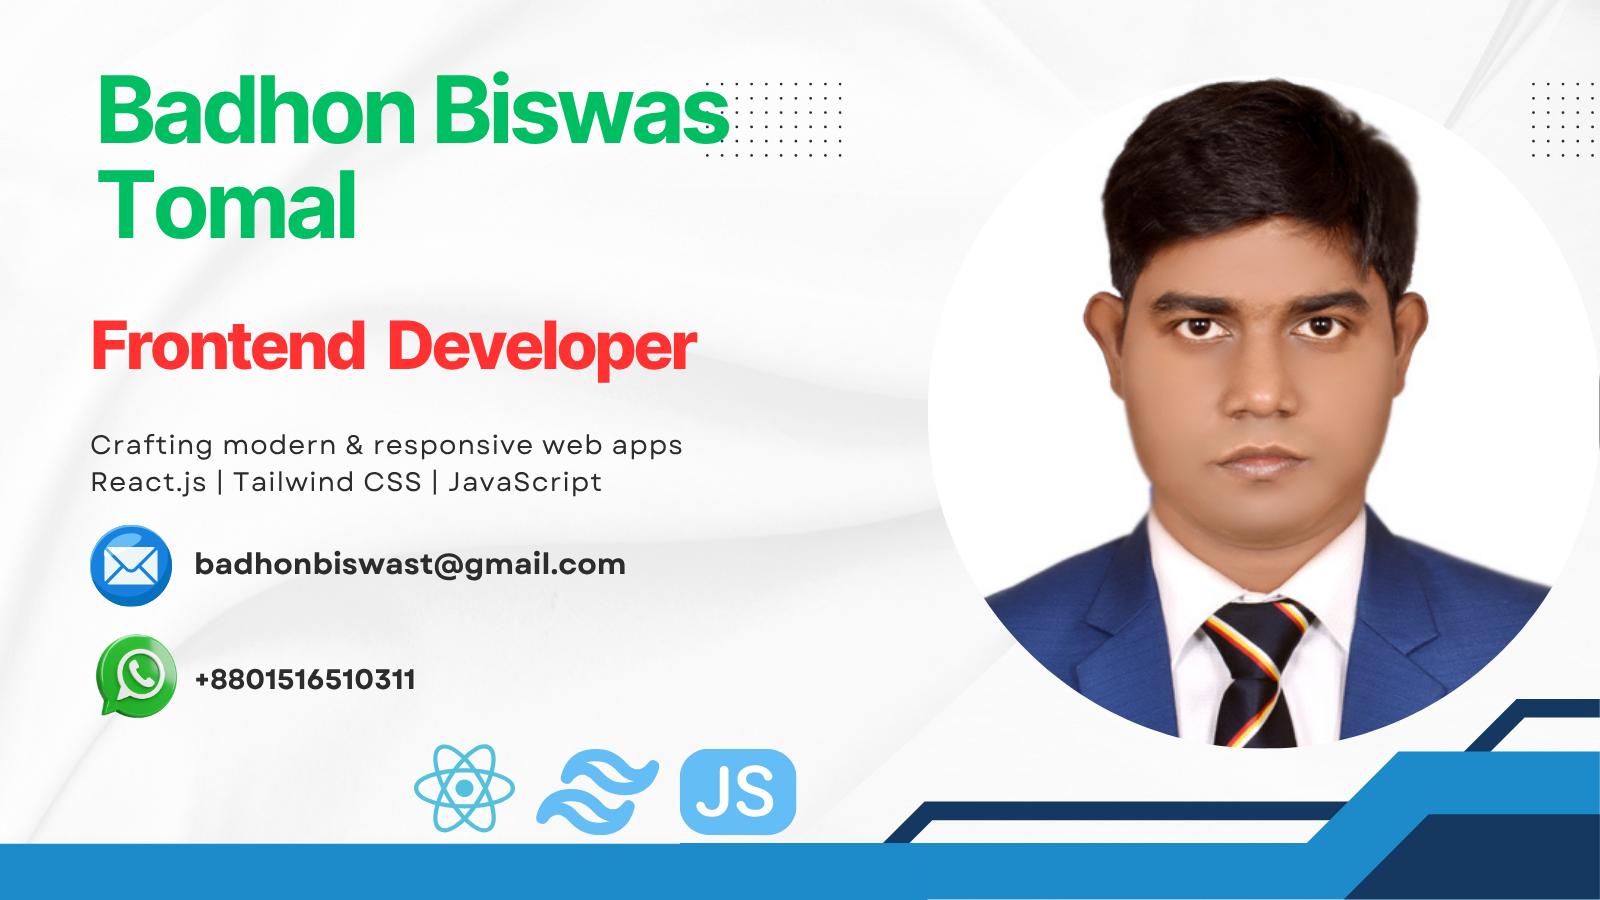 Badhon Biswas
Tomal
Frontend Developer
Crafting modern & responsive web apps
React.js | Tailwind CSS | JavaScript
badhonbiswast@gmail.com
+8801516510311
JS